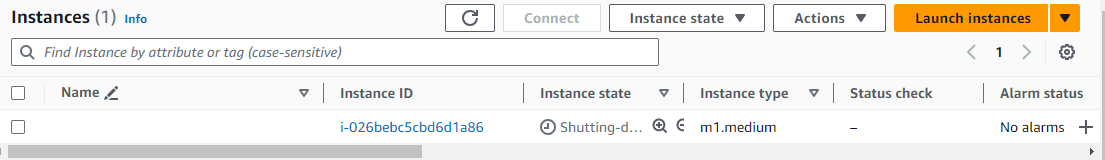 Instances (1) Info Connect Instance state Actions Launch instances
Find Instance by attribute or tag (case-sensitive) 1
Name Instance ID Instance state Instance type Status check Alarm status
i-026bebc5cbd6d1a86 Shutting-d... m1.medium – No alarms